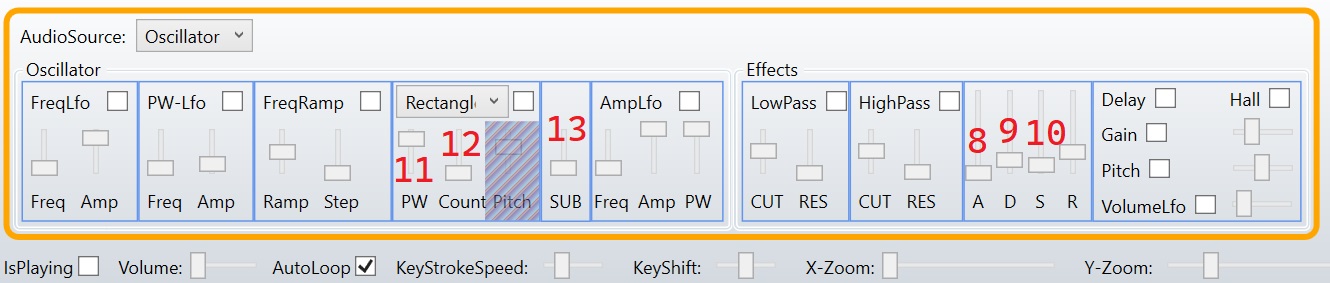 AudioSource: Oscillator
Oscillator Effects
FreqLfo PW-Lfo FreqRamp Rectangl AmpLfo LowPass HighPass Delay Hall
11 12 13 8 9 10 Gain
Pitch
Freq Amp Freq Amp Ramp Step PW Count Pitch SUB Freq Amp PW CUT RES CUT RES A D S R VolumeLfo
IsPlaying Volume: AutoLoop KeyStrokeSpeed: KeyShift: X-Zoom: Y-Zoom: